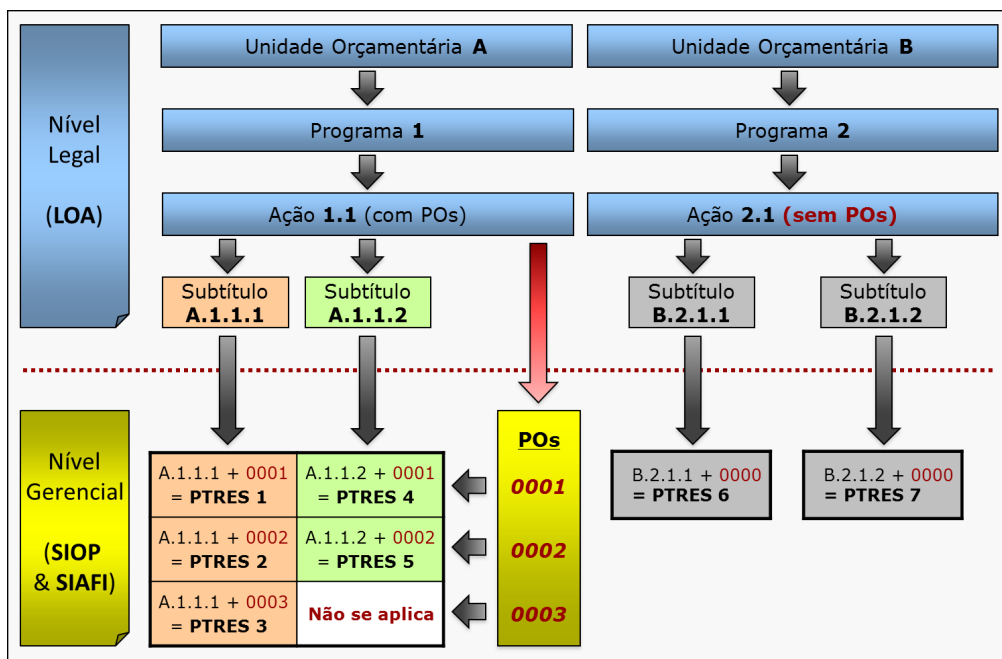 Nível
Legal
(LOA)
Unidade Orçamentária A
Programa 1
Ação 1.1 (com POs)
Subtítulo
A.1.1.1
Subtítulo
A.1.1.2
Unidade Orçamentária B
Programa 2
Ação 2.1 (sem POs)
Subtítulo
B.2.1.1
Subtítulo
B.2.1.2
Nível
Gerencial
(SIOP
& SIAFI)
A.1.1.1 + 0001
= PTRES 1
A.1.1.2 + 0001
= PTRES 4
A.1.1.1 + 0002
= PTRES 2
A.1.1.2 + 0002
= PTRES 5
A.1.1.1 + 0003
= PTRES 3
Não se aplica
POs
0001
0002
0003
B.2.1.1 + 0000
= PTRES 6
B.2.1.2 + 0000
= PTRES 7